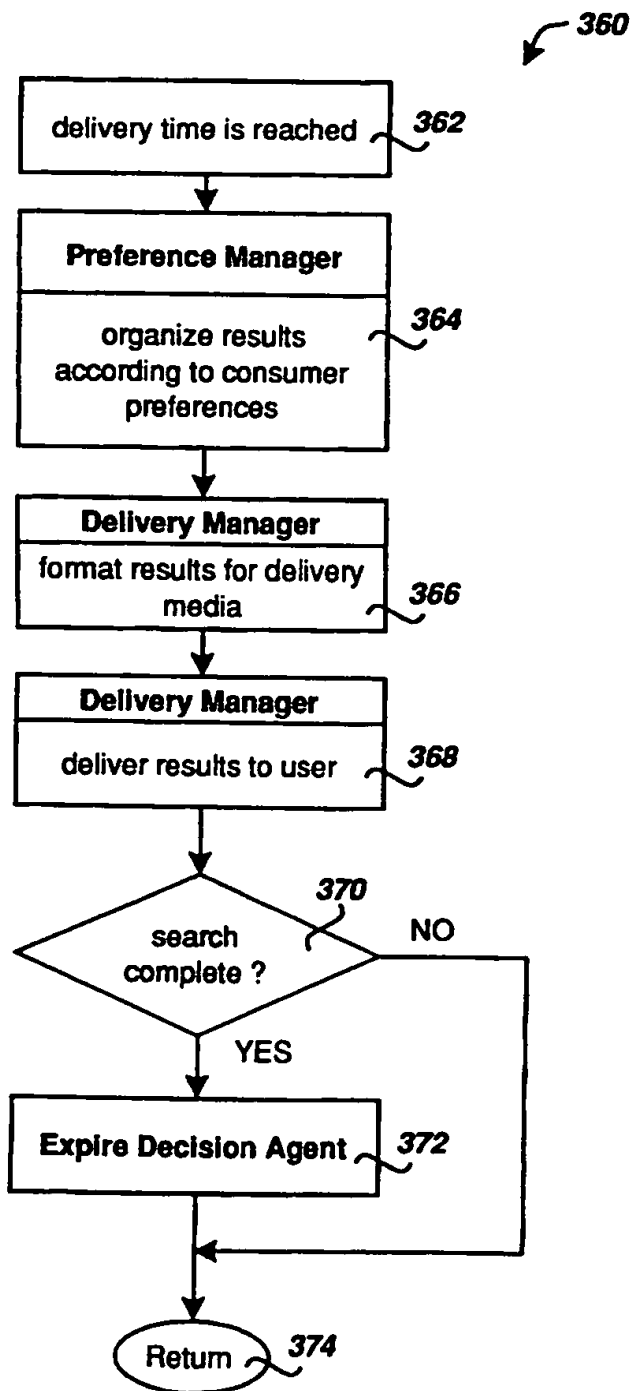 360
delivery time is reached
362
Preference Manager
organize results
according to consumer
preferences
364
Delivery Manager
format results for delivery
media
366
Delivery Manager
deliver results to user
368
370
search
complete ?
NO
YES
Expire Decision Agent
372
Return
374